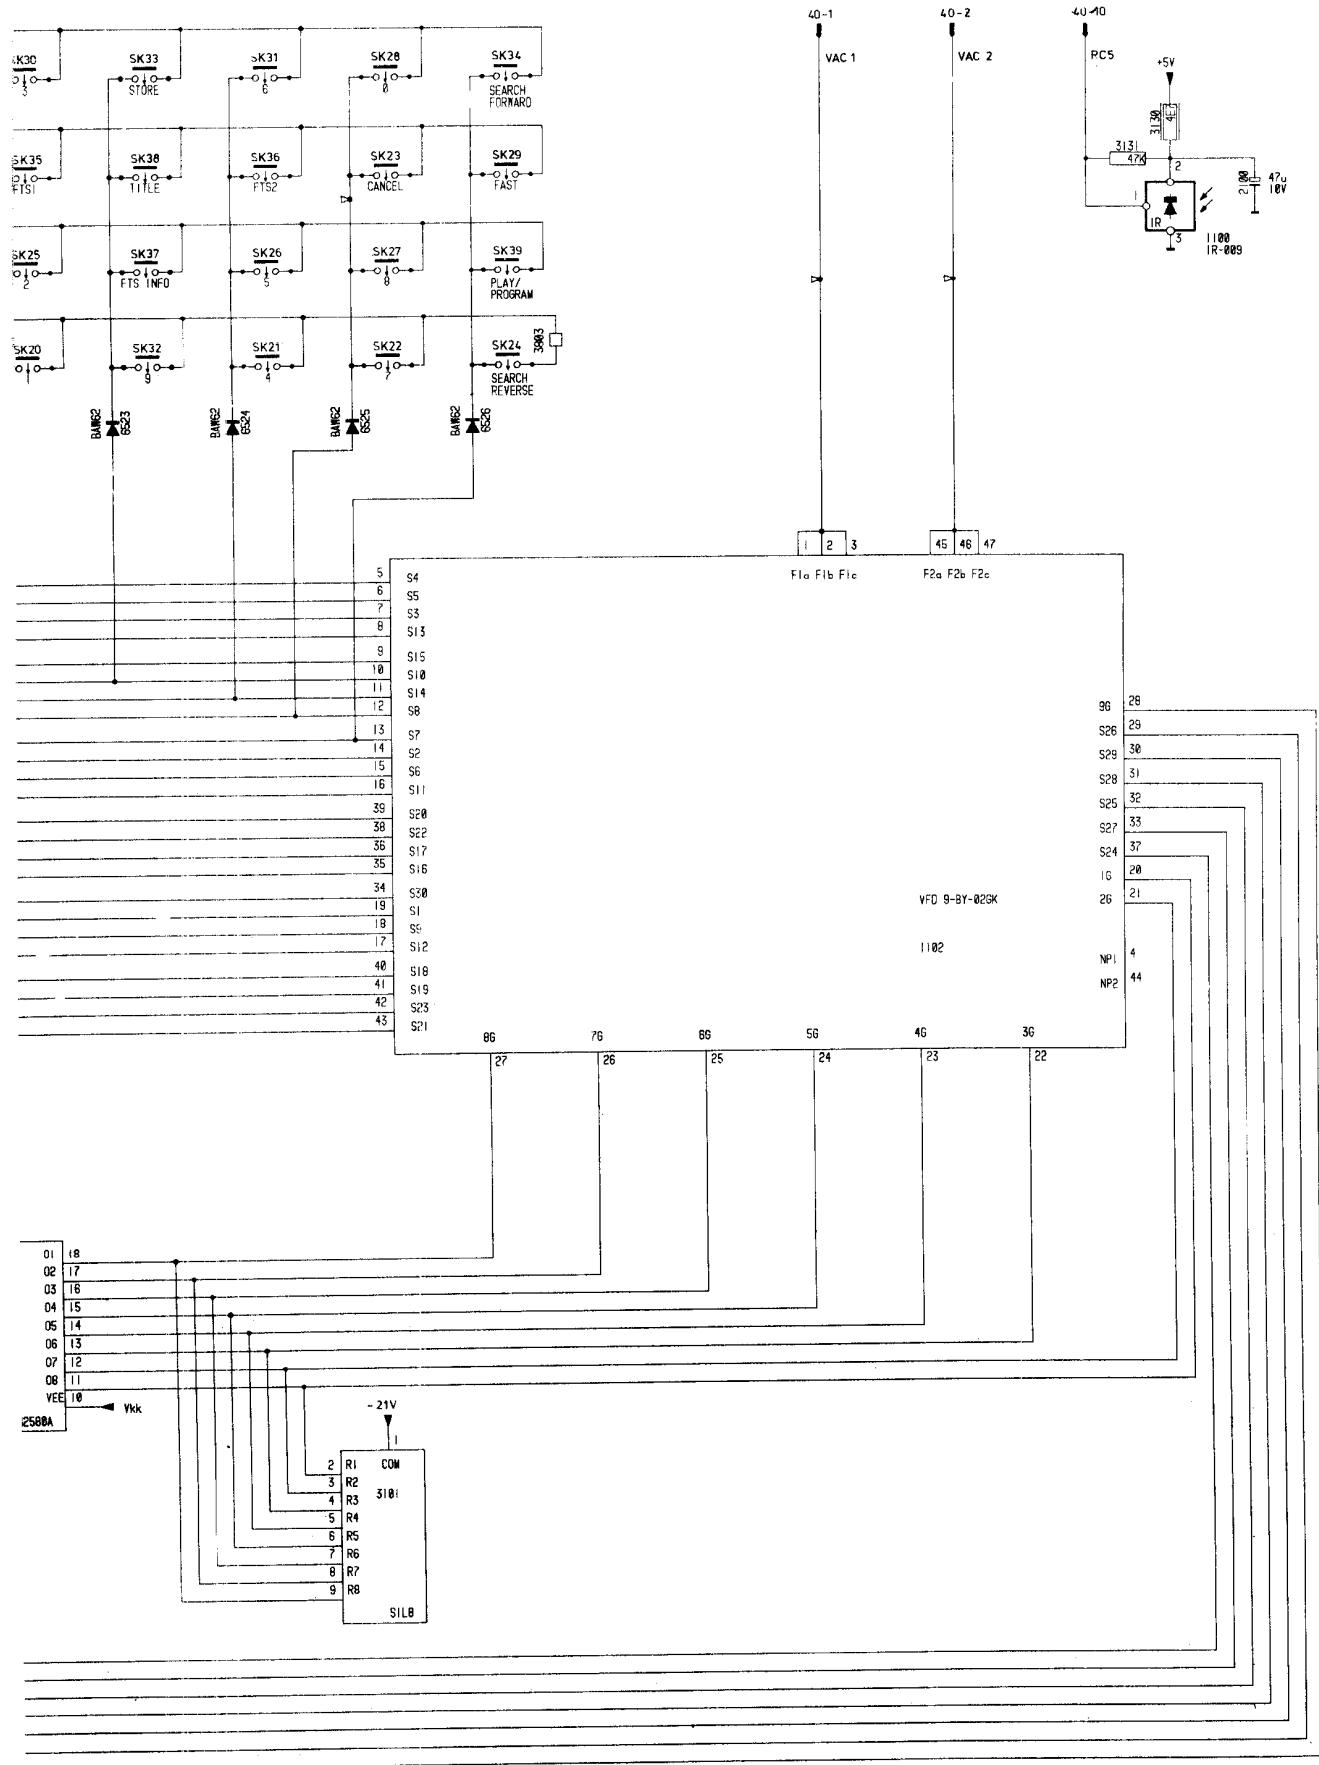 40-1
40-2
40-10
VAC 1
VAC 2
RC5
+5V
SK30
SK33
SK31
SK28
SK34
3
STORE
6
0
SEARCH
FORWARD
SK35
SK38
SK36
SK23
SK29
FTS1
TITLE
FTS2
CANCEL
FAST
3130
3131
47K
2
2100
47u
10V
1
IR
3
1100
IR-009
SK25
SK37
SK26
SK27
SK39
2
FTS INFO
5
8
PLAY/
PROGRAM
SK20
SK32
SK21
SK22
SK24
3803
9
4
7
SEARCH
REVERSE
BAW62
6523
BAW62
6524
BAW62
6525
BAW62
6526
1 2 3
45 46 47
F1a F1b F1c
F2a F2b F2c
5 S4
6 S5
7 S3
8 S13
9 S15
10 S10
11 S14
12 S8
13 S7
14 S2
15 S6
16 S11
39 S20
38 S22
36 S17
35 S16
34 S30
19 S1
18 S9
17 S12
40 S18
41 S19
42 S23
43 S21
9G 28
S26 29
S29 30
S28 31
S25 32
S27 33
S24 37
1G 20
2G 21
NP1 4
NP2 44
VFD 9-BY-02GK
1102
8G 7G 6G 5G 4G 3G
27 26 25 24 23 22
O1 18
O2 17
O3 16
O4 15
O5 14
O6 13
O7 12
O8 11
VEE 10
Vkk
2580A
-21V
1
2 R1 COM
3 R2
3101
4 R3
5 R4
6 R5
7 R6
8 R7
9 R8
SIL8